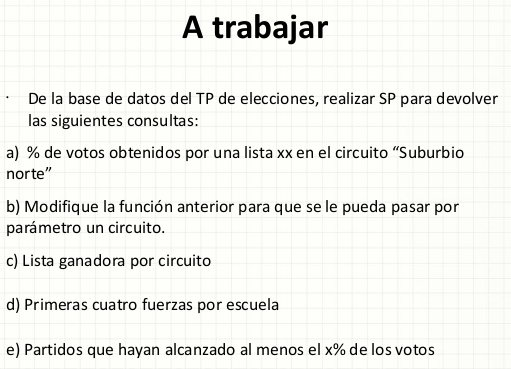 A trabajar
· De la base de datos del TP de elecciones, realizar SP para devolver
las siguientes consultas:
a) % de votos obtenidos por una lista xx en el circuito “Suburbio
norte”
b) Modifique la función anterior para que se le pueda pasar por
parámetro un circuito.
c) Lista ganadora por circuito
d) Primeras cuatro fuerzas por escuela
e) Partidos que hayan alcanzado al menos el x% de los votos